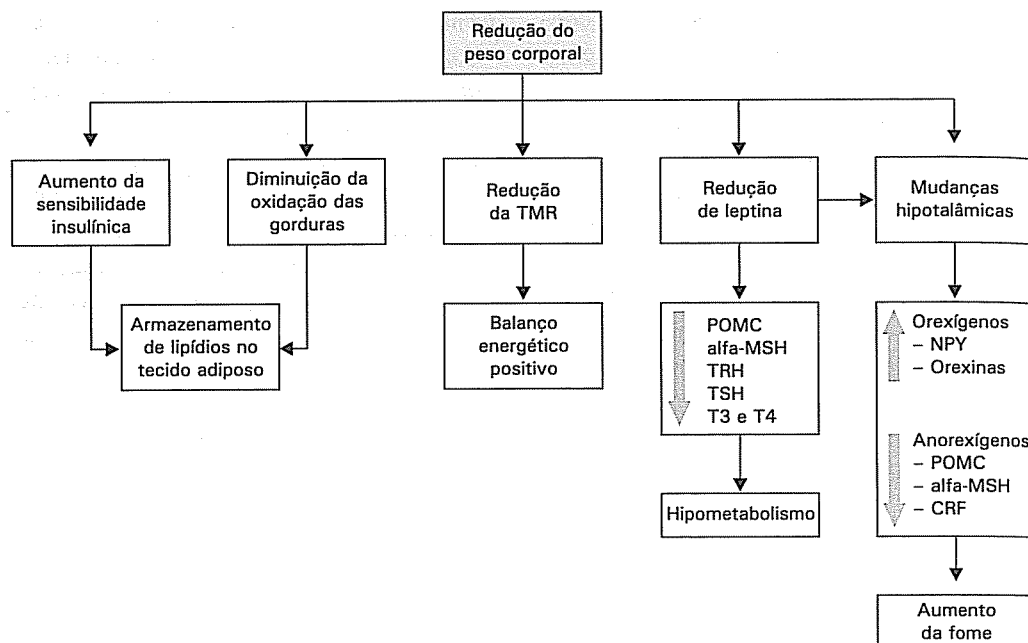 Redução do
peso corporal
Aumento da
sensibilidade
insulínica
Diminuição da
oxidação das
gorduras
Redução
da TMR
Redução
de leptina
Mudanças
hipotalâmicas
Armazenamento
de lipídios no
tecido adiposo
Balanço
energético
positivo
POMC
alfa-MSH
TRH
TSH
T3 e T4
Orexígenos
– NPY
– Orexinas
Anorexígenos
– POMC
– alfa-MSH
– CRF
Hipometabolismo
Aumento
da fome